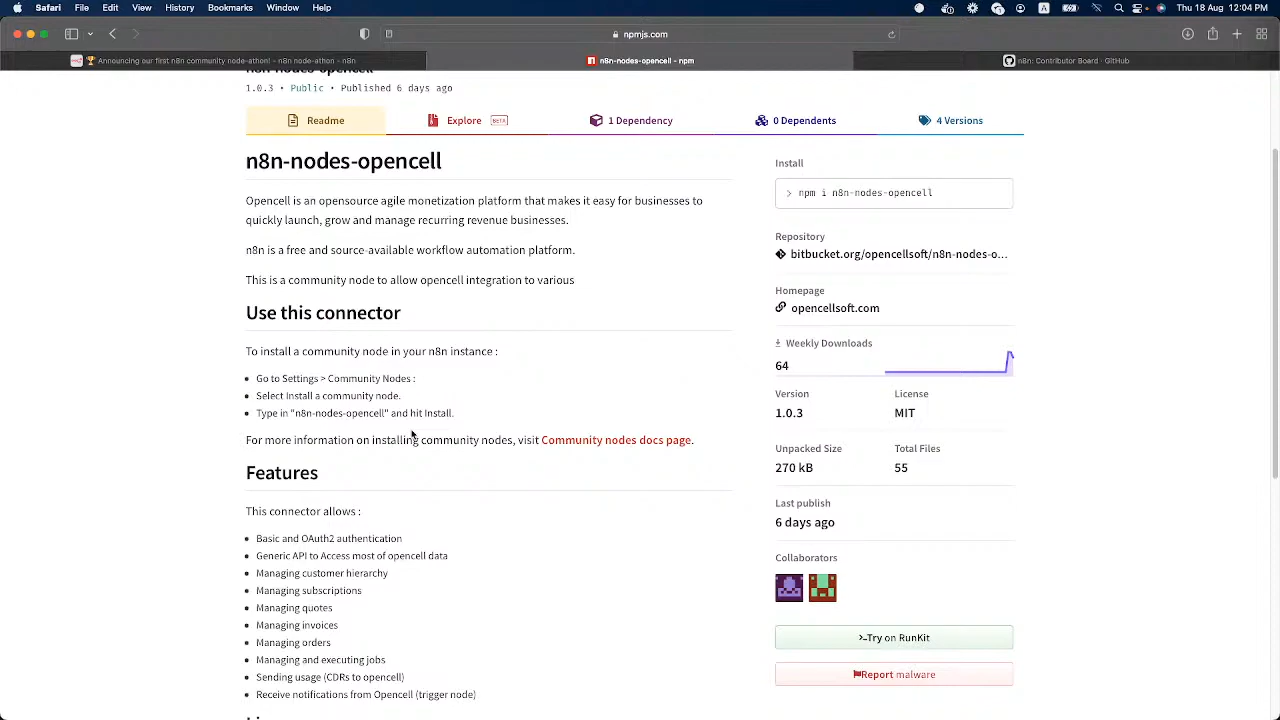 Safari File Edit View History Bookmarks Window Help
A
Thu 18 Aug 12:04 PM
npmjs.com
Announcing our first n8n community node-athon! - n8n node-athon - n8n
n8n-nodes-opencell - npm
n8n: Contributor Board · GitHub
n8n-nodes-opencell
1.0.3 • Public • Published 6 days ago
Readme
Explore BETA
1 Dependency
0 Dependents
4 Versions
n8n-nodes-opencell
Opencell is an opensource agile monetization platform that makes it easy for businesses to
quickly launch, grow and manage recurring revenue businesses.
n8n is a free and source-available workflow automation platform.
This is a community node to allow opencell integration to various
Use this connector
To install a community node in your n8n instance :
Go to Settings > Community Nodes :
Select Install a community node.
Type in "n8n-nodes-opencell" and hit Install.
For more information on installing community nodes, visit Community nodes docs page.
Features
This connector allows :
Basic and OAuth2 authentication
Generic API to Access most of opencell data
Managing customer hierarchy
Managing subscriptions
Managing quotes
Managing invoices
Managing orders
Managing and executing jobs
Sending usage (CDRs to opencell)
Receive notifications from Opencell (trigger node)
Install
> npm i n8n-nodes-opencell
Repository
bitbucket.org/opencellsoft/n8n-nodes-o...
Homepage
opencellsoft.com
Weekly Downloads
64
Version
License
1.0.3
MIT
Unpacked Size
Total Files
270 kB
55
Last publish
6 days ago
Collaborators
Try on RunKit
Report malware